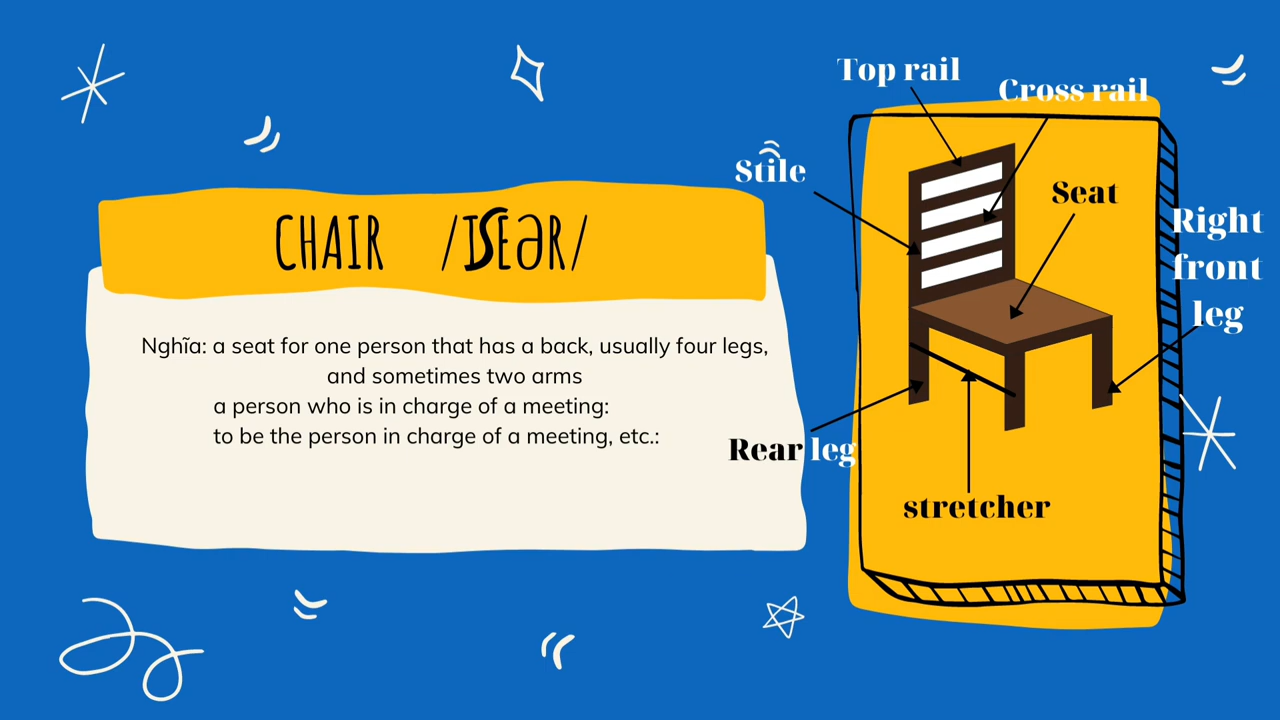 CHAIR /TʃEƏR/
Nghĩa: a seat for one person that has a back, usually four legs,
and sometimes two arms
a person who is in charge of a meeting:
to be the person in charge of a meeting, etc.:
Top rail
Cross rail
Stile
Seat
Right
front
leg
Rear leg
stretcher